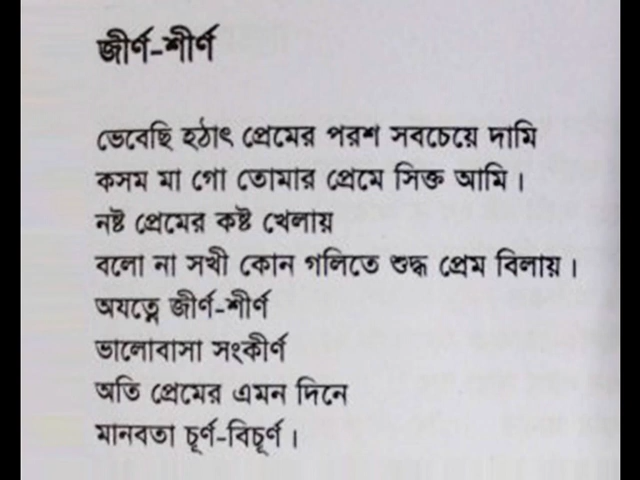 জীর্ণ-শীর্ণ
ভেবেছি হঠাৎ প্রেমের পরশ সবচেয়ে দামি
কসম মা গো তোমার প্রেমে সিক্ত আমি।
নষ্ট প্রেমের কষ্ট খেলায়
বলো না সখী কোন গলিতে শুদ্ধ প্রেম বিলায়।
অযত্নে জীর্ণ-শীর্ণ
ভালোবাসা সংকীর্ণ
অতি প্রেমের এমন দিনে
মানবতা চূর্ণ-বিচূর্ণ।